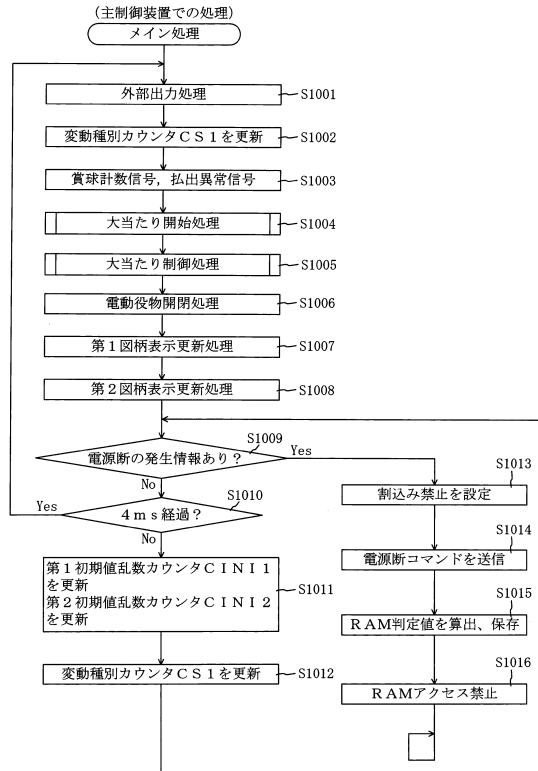 (主制御装置での処理)
メイン処理
外部出力処理
S1001
変動種別カウンタCS1を更新
S1002
賞球計数信号,払出異常信号
S1003
大当たり開始処理
S1004
大当たり制御処理
S1005
電動役物開閉処理
S1006
第1図柄表示更新処理
S1007
第2図柄表示更新処理
S1008
S1009
電源断の発生情報あり?
Yes
No
S1010
Yes
4ms経過?
No
第1初期値乱数カウンタCINI1
を更新
第2初期値乱数カウンタCINI2
を更新
S1011
変動種別カウンタCS1を更新
S1012
S1013
割込み禁止を設定
S1014
電源断コマンドを送信
S1015
RAM判定値を算出、保存
S1016
RAMアクセス禁止